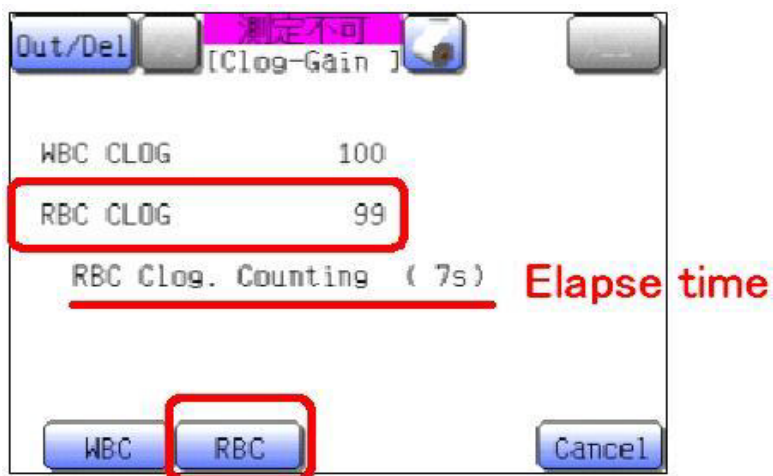 測定不可
Out/Del
[Clog-Gain ]
WBC CLOG 100
RBC CLOG 99
RBC Clog. Counting ( 7s)
Elapse time
WBC RBC Cancel